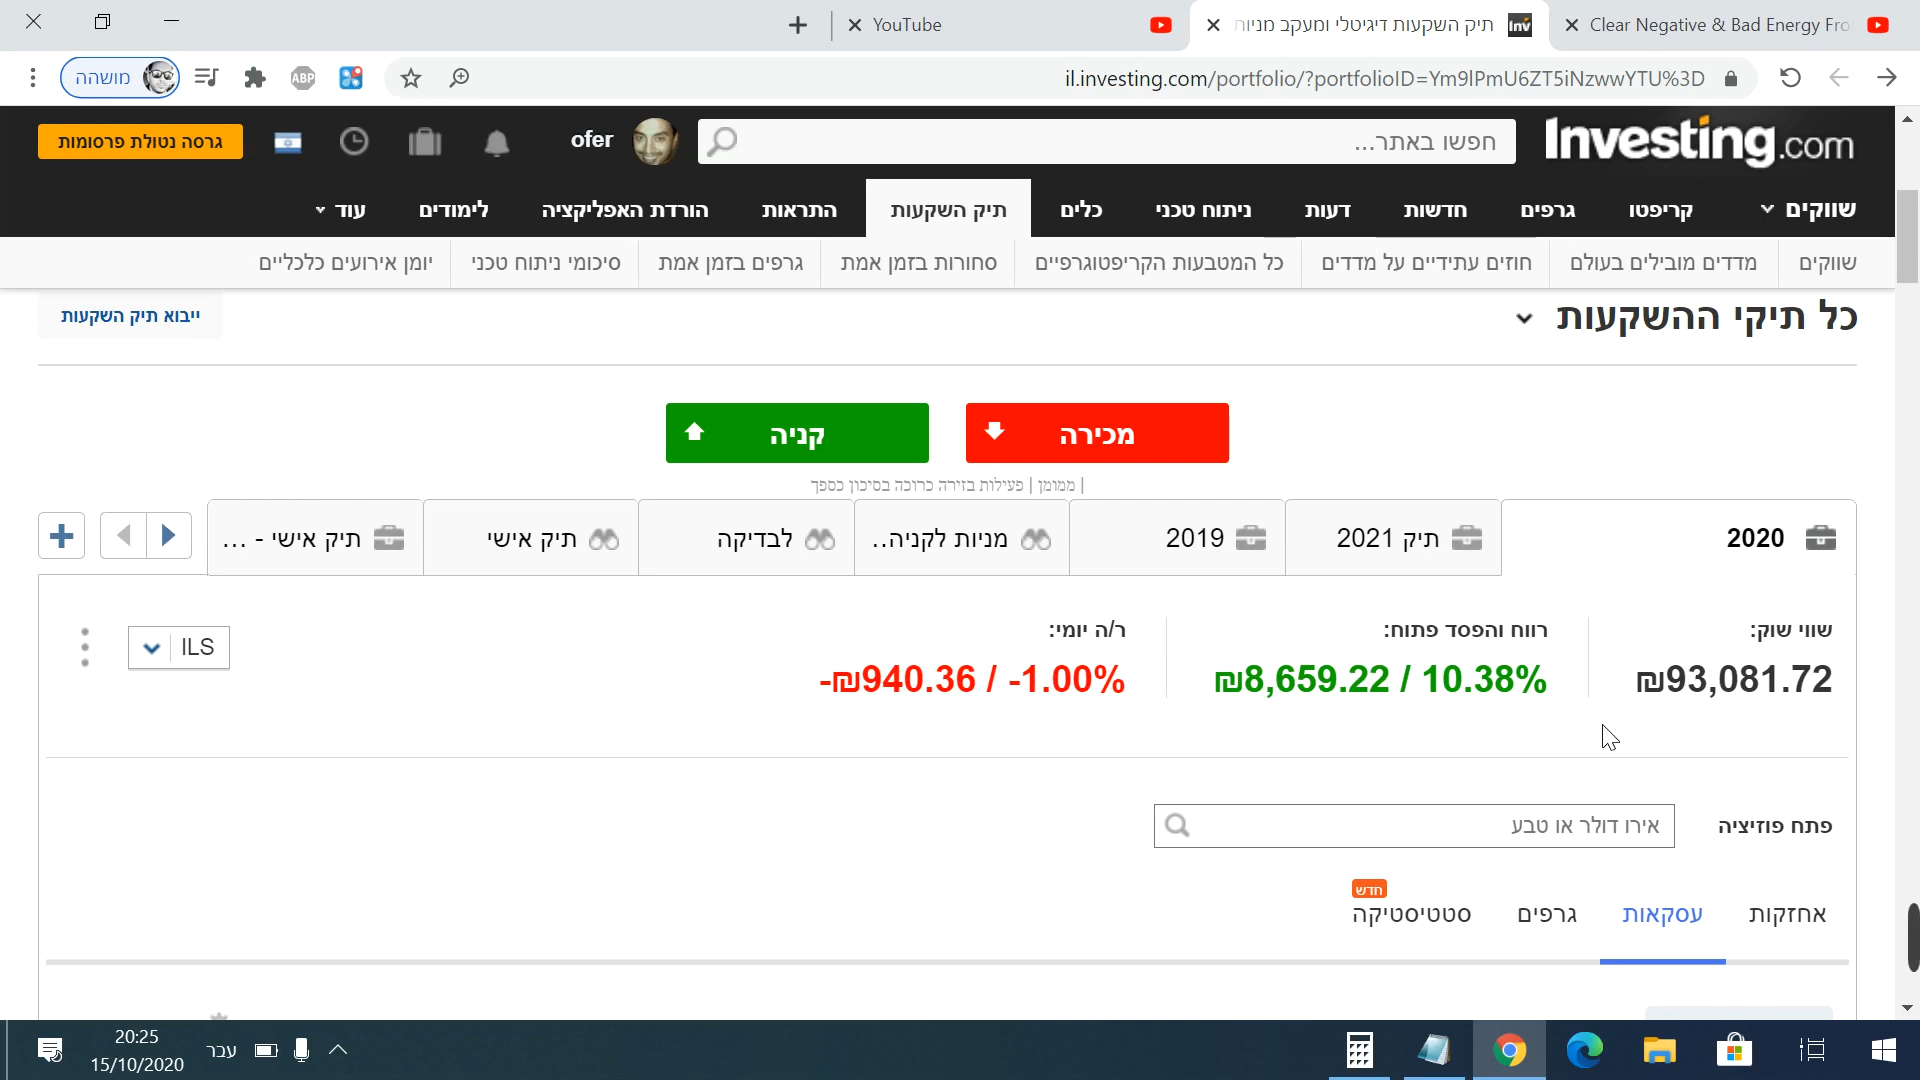 YouTube
תיק השקעות דיגיטלי ומעקב מניות
Clear Negative & Bad Energy Fro
מושהה
ABP
il.investing.com/portfolio/?portfolioID=Ym9lPmU6ZT5iNzwwYTU%3D
Investing.com
חפשו באתר...
ofer
גרסה נטולת פרסומות
שווקים
קריפטו
גרפים
חדשות
דעות
ניתוח טכני
כלים
תיק השקעות
התראות
הורדת האפליקציה
לימודים
עוד
שווקים
מדדים מובילים בעולם
חוזים עתידיים על מדדים
כל המטבעות הקריפטוגרפיים
סחורות בזמן אמת
גרפים בזמן אמת
סיכומי ניתוח טכני
יומן אירועים כלכליים
כל תיקי ההשקעות
ייבוא תיק השקעות
מכירה
קניה
| ממומן | פעילות בזירה כרוכה בסיכון כספך
2020
תיק 2021
2019
מניות לקניה..
לבדיקה
תיק אישי
תיק אישי - ...
שווי שוק:
₪93,081.72
רווח והפסד פתוח:
₪8,659.22 / 10.38%
ר/ה יומי:
-₪940.36 / -1.00%
ILS
פתח פוזיציה
אירו דולר או טבע
חדש
אחזקות
עסקאות
גרפים
סטטיסטיקה
עבר
20:25
15/10/2020